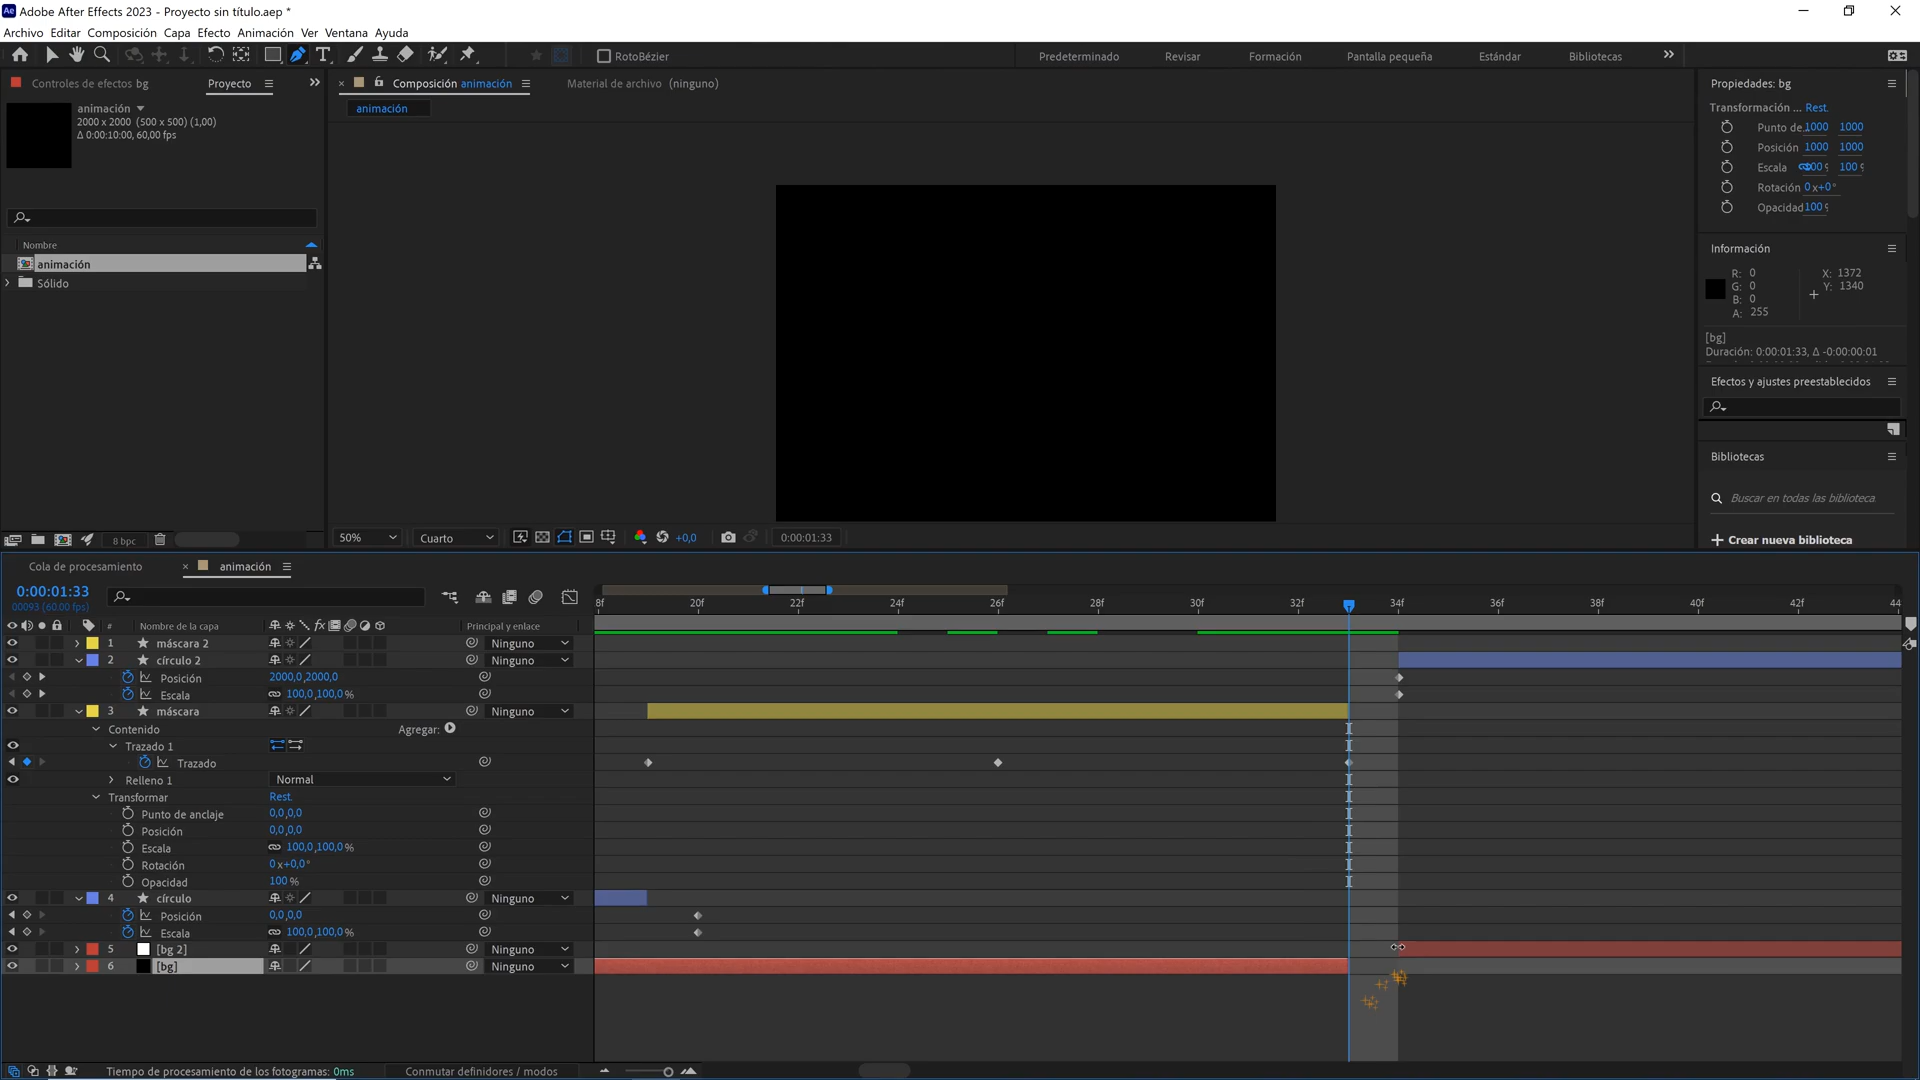 Adobe After Effects 2023 - Proyecto sin título.aep *
Archivo Editar Composición Capa Efecto Animación Ver Ventana Ayuda
RotoBézier
Predeterminado Revisar Formación Pantalla pequeña Estándar Bibliotecas
Controles de efectos bg
Proyecto
animación
2000 x 2000 (500 x 500) (1,00)
Δ 0:00:10:00, 60,00 fps
Nombre
animación
Sólido
8 bpc
Composición animación
Material de archivo (ninguno)
animación
50%
Cuarto
+0,0
0:00:01:33
Propiedades: bg
Transformación ... Rest.
Punto de... 1000 1000
Posición 1000 1000
Escala 100 % 100 %
Rotación 0 x+0°
Opacidad 100 %
Información
R: 0
G: 0
B: 0
A: 255
X: 1372
Y: 1340
[bg]
Duración: 0:00:01:33, Δ -0:00:00:01
Efectos y ajustes preestablecidos
Bibliotecas
Buscar en todas las biblioteca
Crear nueva biblioteca
Cola de procesamiento
animación
0:00:01:33
00093 (60.00 fps)
8f 20f 22f 24f 26f 28f 30f 32f 34f 36f 38f 40f 42f 44
# Nombre de la capa fx Principal y enlace
1 máscara 2 Ninguno
2 círculo 2 Ninguno
Posición 2000,0,2000,0
Escala 100,0,100,0 %
3 máscara Ninguno
Contenido Agregar:
Trazado 1
Trazado
Relleno 1 Normal
Transformar Rest.
Punto de anclaje 0,0,0,0
Posición 0,0,0,0
Escala 100,0,100,0 %
Rotación 0 x+0,0°
Opacidad 100 %
4 círculo Ninguno
Posición 0,0,0,0
Escala 100,0,100,0 %
5 [bg 2] Ninguno
6 [bg] Ninguno
Tiempo de procesamiento de los fotogramas: 0ms
Conmutar definidores / modos